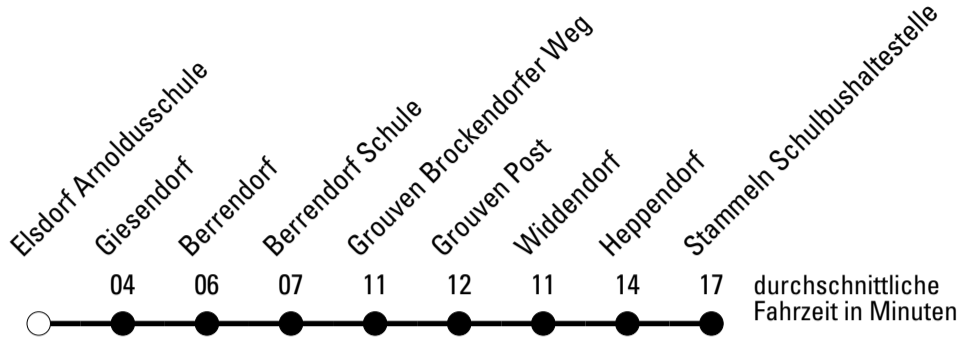 Elsdorf Arnoldusschule
Giesendorf
Berrendorf
Berrendorf Schule
Grouven Brockendorfer Weg
Grouven Post
Widdendorf
Heppendorf
Stammeln Schulbushaltestelle
04 06 07 11 12 11 14 17
durchschnittliche
Fahrzeit in Minuten